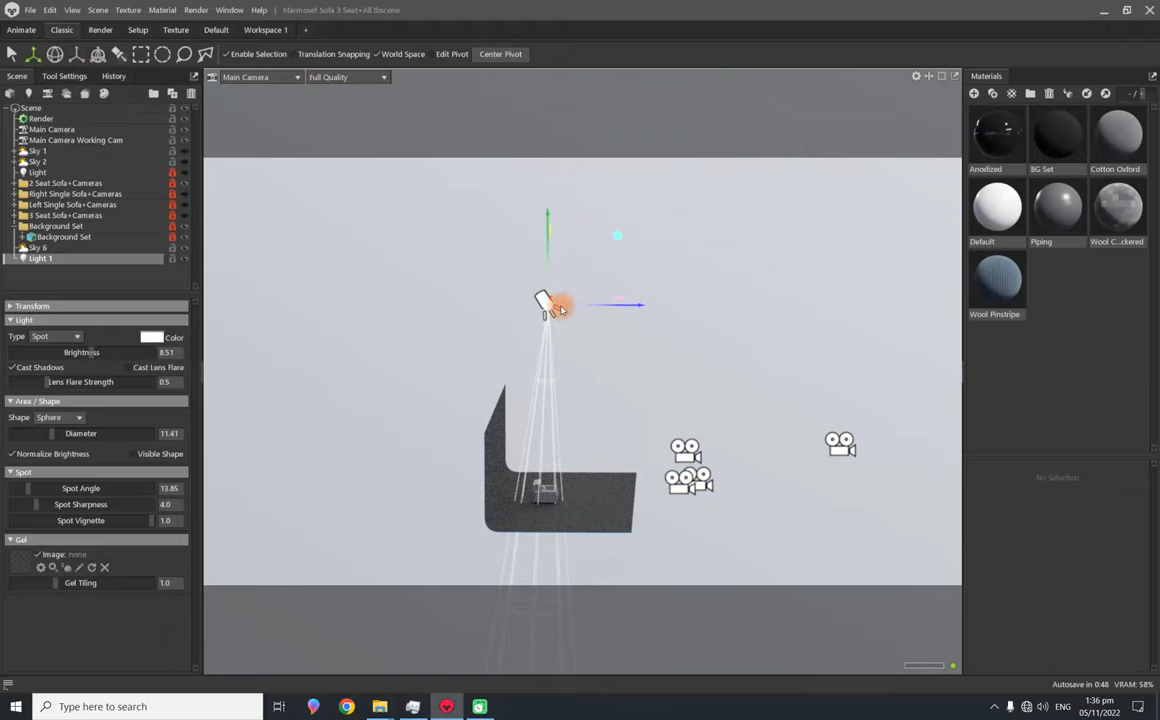 File Edit View Scene Texture Material Render Window Help Marmoset Sofa 3 Seat+All.tbscene
Animate Classic Render Setup Texture Default Workspace 1 +
Enable Selection Translation Snapping World Space Edit Pivot Center Pivot
Scene Tool Settings History
Main Camera Full Quality
Materials
Scene
Render
Main Camera
Main Camera Working Cam
Sky 1
Sky 2
Light
2 Seat Sofa+Cameras
Right Single Sofa+Cameras
Left Single Sofa+Cameras
3 Seat Sofa+Cameras
Background Set
Background Set
Sky 6
Light 1
Transform
Light
Type Spot Color
Brightness 8.51
Cast Shadows Cast Lens Flare
Lens Flare Strength 0.5
Area / Shape
Shape Sphere
Diameter 11.41
Normalize Brightness Visible Shape
Spot
Spot Angle 13.85
Spot Sharpness 4.0
Spot Vignette 1.0
Gel
Image: none
Gel Tiling 1.0
Anodized BG Set Cotton Oxford
Default Piping Wool C...ckered
Wool Pinstripe
No Selection
Autosave in 0:48 VRAM: 58%
Type here to search
ENG
1:36 pm
05/11/2022